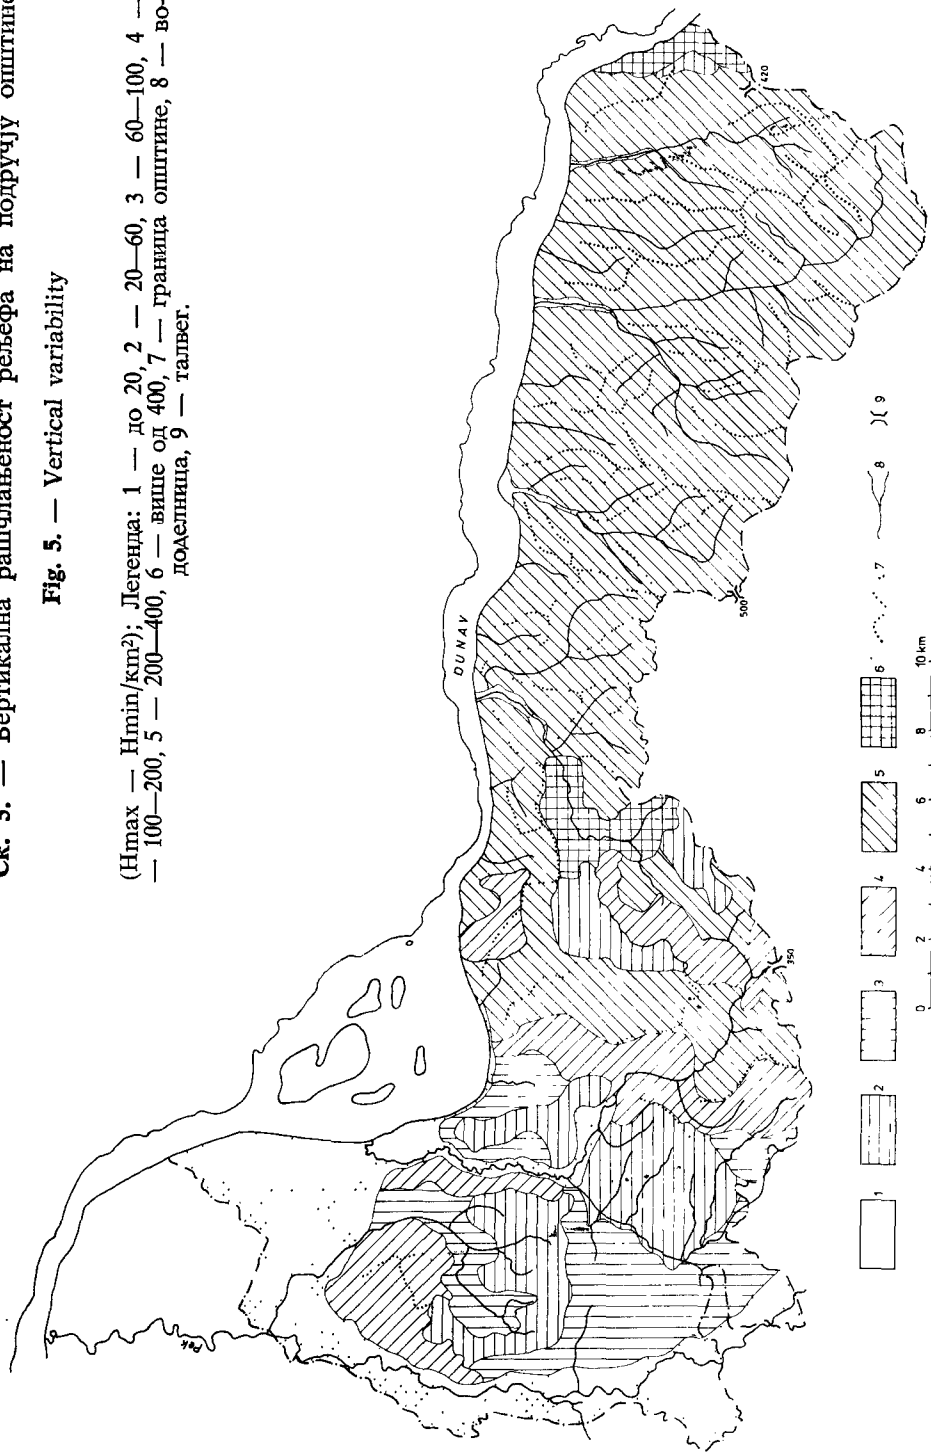 Ск. 5. — Вертикална рашчлањеност рељефа на подручју општине
Fig. 5. — Vertical variability
(Hmax — Hmin/км²); Легенда: 1 — до 20, 2 — 20—60, 3 — 60—100, 4 —
— 100—200, 5 — 200—400, 6 — више од 400, 7 — граница општине, 8 — во-
доделница, 9 — талвег.
DUNAV
Pek
420
500
350
1
2
3
4
5
6
7
8
9
0 2 4 6 8 10 km